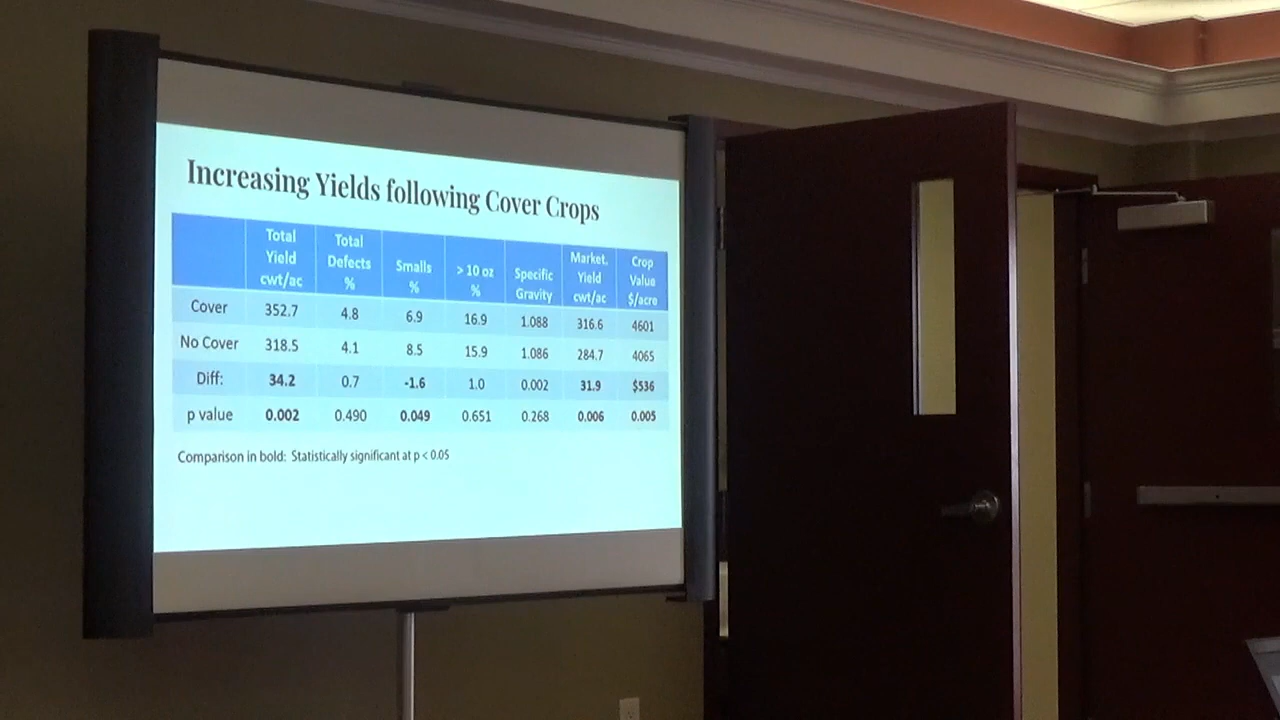 Increasing Yields following Cover Crops
Total Yield cwt/ac Total Defects % Smalls % > 10 oz % Specific Gravity Market. Yield cwt/ac Crop Value $/acre
Cover 352.7 4.8 6.9 16.9 1.088 316.6 4601
No Cover 318.5 4.1 8.5 15.9 1.086 284.7 4065
Diff: 34.2 0.7 -1.6 1.0 0.002 31.9 $536
p value 0.002 0.490 0.049 0.651 0.268 0.006 0.005
Comparison in bold: Statistically significant at p < 0.05